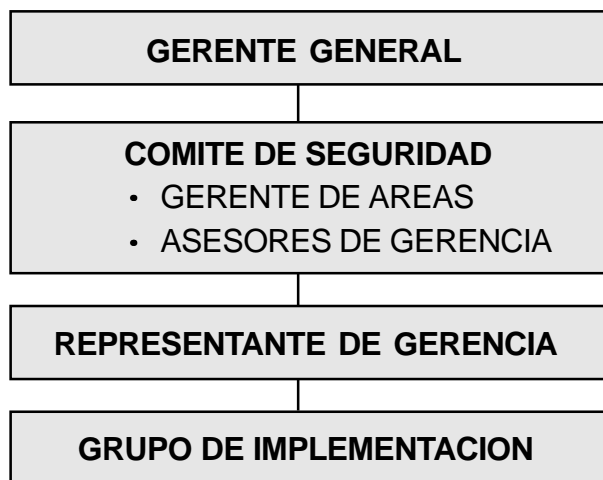 GERENTE GENERAL
COMITE DE SEGURIDAD
· GERENTE DE AREAS
· ASESORES DE GERENCIA
REPRESENTANTE DE GERENCIA
GRUPO DE IMPLEMENTACION